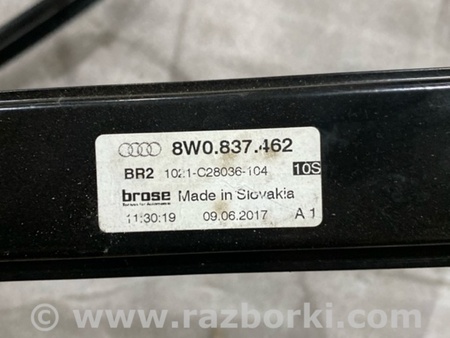 8W0.837.462
BR2 1021-C28036-104 10S
brose Made in Slovakia
11:30:19 09.06.2017 A 1
www.razborki.com